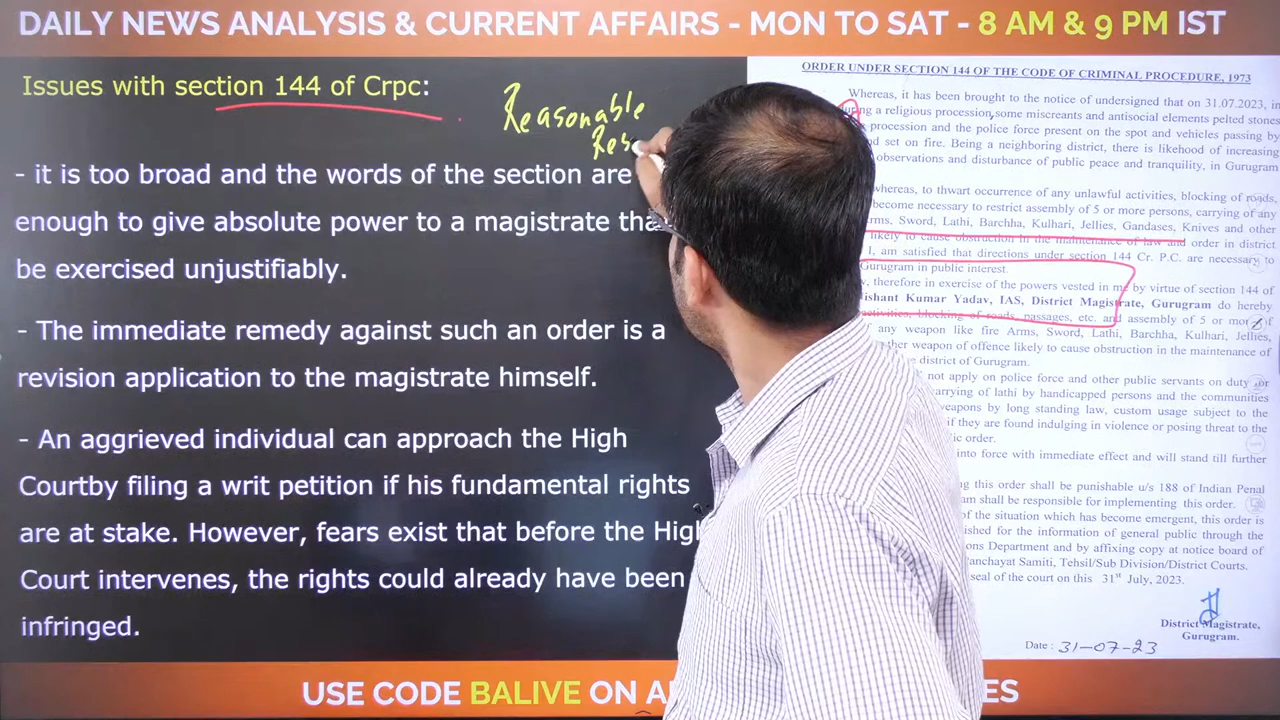 DAILY NEWS ANALYSIS & CURRENT AFFAIRS - MON TO SAT - 8 AM & 9 PM IST
Issues with section 144 of Crpc:
Reasonable
Res
- it is too broad and the words of the section are
enough to give absolute power to a magistrate tha
be exercised unjustifiably.
- The immediate remedy against such an order is a
revision application to the magistrate himself.
- An aggrieved individual can approach the High
Courtby filing a writ petition if his fundamental rights
are at stake. However, fears exist that before the High
Court intervenes, the rights could already have been
infringed.
ORDER UNDER SECTION 144 OF THE CODE OF CRIMINAL PROCEDURE, 1973
Whereas, it has been brought to the notice of undersigned that on 31.07.2023, in
during a religious procession, some miscreants and antisocial elements pelted stones
procession and the police force present on the spot and vehicles passing by
nd set on fire. Being a neighboring district, there is likehood of increasing
observations and disturbance of public peace and tranquility, in Gurugram
whereas, to thwart occurrence of any unlawful activities, blocking of roads,
become necessary to restrict assembly of 5 or more persons, carrying of any
rms, Sword, Lathi, Barchha, Kulhari, Jellies, Gandases, Knives and other
likely to cause obstruction in the maintenance of law and order in district
I, am satisfied that directions under section 144 Cr. P.C. are necessary to
Gurugram in public interest.
, therefore in exercise of the powers vested in me by virtue of section 144 of
ishant Kumar Yadav, IAS, District Magistrate, Gurugram do hereby
activities, blocking of roads, passages, etc. and assembly of 5 or more of
f any weapon like fire Arms, Sword, Lathi, Barchha, Kulhari, Jellies,
ther weapon of offence likely to cause obstruction in the maintenance of
district of Gurugram.
not apply on police force and other public servants on duty or
carrying of lathi by handicapped persons and the communities
weapons by long standing law, custom usage subject to the
if they are found indulging in violence or posing threat to the
ic order.
into force with immediate effect and will stand till further
ng this order shall be punishable u/s 188 of Indian Penal
am shall be responsible for implementing this order.
of the situation which has become emergent, this order is
ished for the information of general public through the
ons Department and by affixing copy at notice board of
Panchayat Samiti, Tehsil/Sub Division/District Courts.
seal of the court on this 31st July, 2023.
District Magistrate,
Gurugram.
Date : 31-07-23
USE CODE BALIVE ON A ES